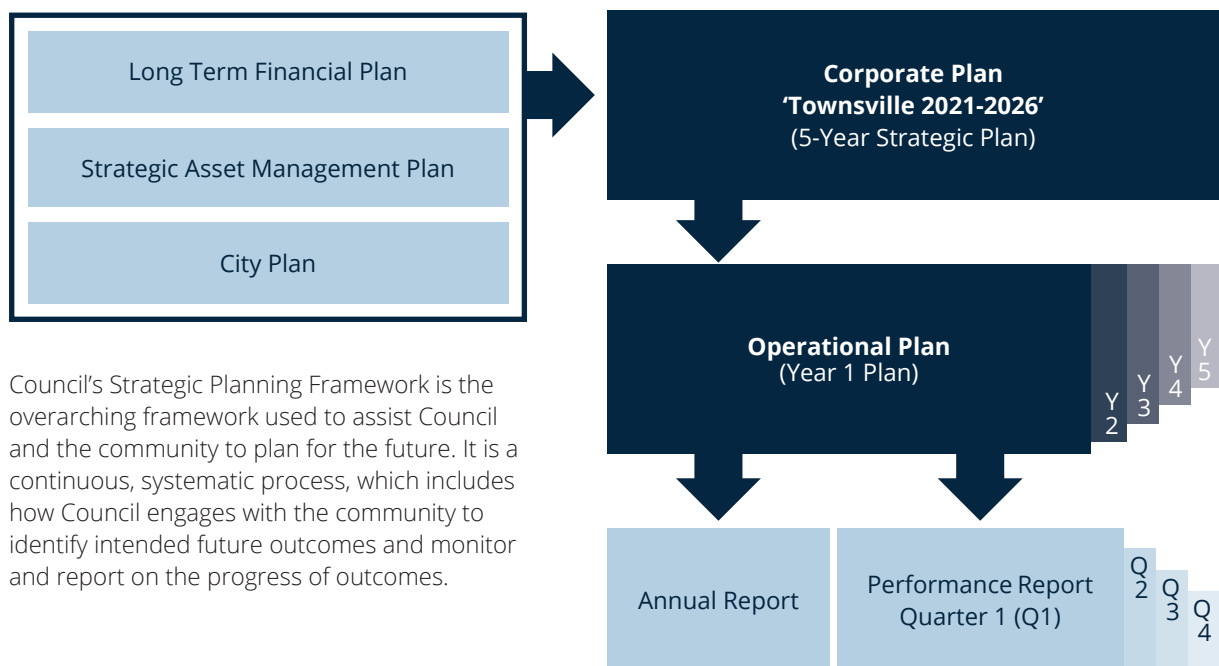 Long Term Financial Plan
Strategic Asset Management Plan
City Plan
Council’s Strategic Planning Framework is the
overarching framework used to assist Council
and the community to plan for the future. It is a
continuous, systematic process, which includes
how Council engages with the community to
identify intended future outcomes and monitor
and report on the progress of outcomes.
Corporate Plan
‘Townsville 2021-2026’
(5-Year Strategic Plan)
Operational Plan
(Year 1 Plan)
Y
2
Y
3
Y
4
Y
5
Annual Report
Performance Report
Quarter 1 (Q1)
Q
2
Q
3
Q
4